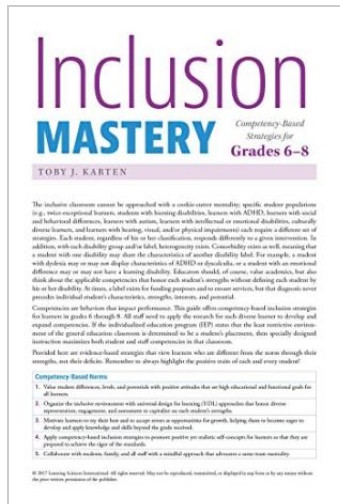 Inclusion
MASTERY
Competency-Based
Strategies for
Grades 6–8
TOBY J. KARTEN
The inclusive classroom cannot be approached with a cookie-cutter mentality; specific student populations
(e.g., twice-exceptional learners, students with learning disabilities, learners with ADHD, learners with social
and behavioral differences, learners with autism, learners with intellectual or emotional disabilities, culturally
diverse learners, and learners with hearing, visual, and/or physical impairments) each require a different set of
strategies. Each student, regardless of his or her classification, responds differently to a given intervention. In
addition, with each disability group and/or label, heterogeneity exists. Comorbidity exists as well, meaning that
a student with one disability may share the characteristics of another disability label. For example, a student
with dyslexia may or may not display characteristics of ADHD or dyscalculia, or a student with an emotional
difference may or may not have a learning disability. Educators should, of course, value academics, but also
think about the applicable competencies that honor each student's strengths without defining each student by
his or her disability. At times, a label exists for funding purposes and to ensure services, but that diagnosis never
precedes individual student's characteristics, strengths, interests, and potential.
Competencies are behaviors that impact performance. This guide offers competency-based inclusion strategies
for learners in grades 6 through 8. All staff need to apply the research for each diverse learner to develop and
expand competencies. If the individualized education program (IEP) states that the least restrictive environ-
ment of the general education classroom is determined to be a student's placement, then specially designed
instruction maximizes both student and staff competencies in that classroom.
Provided here are evidence-based strategies that view learners who are different from the norm through their
strengths, not their deficits. Remember to always highlight the positive traits of each and every student!
Competency-Based Norms
1. Value student differences, levels, and potentials with positive attitudes that set high educational and functional goals for
all learners.
2. Organize the inclusive environment with universal design for learning (UDL) approaches that honor diverse
representation, engagement, and assessment to capitalize on each student's strengths.
3. Motivate learners to try their best and to accept errors as opportunities for growth, helping them to become eager to
develop and apply knowledge and skills beyond the grade received.
4. Apply competency-based inclusion strategies to promote positive yet realistic self-concepts for learners so that they are
prepared to achieve the rigor of the standards.
5. Collaborate with students, family, and all staff with a mindful approach that advocates a same-team mentality.
© 2017 Learning Sciences International. All rights reserved. May not be reproduced, transmitted, or displayed in any form or by any means without
the prior written permission of the publisher.